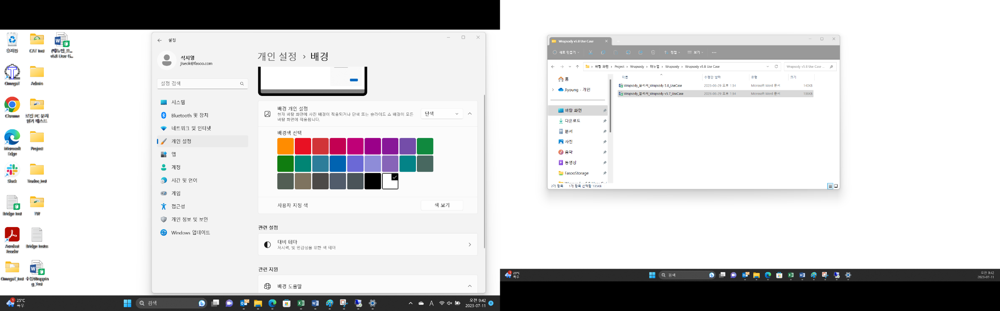 휴지통
CAT test
(매뉴얼_요...
v5.8 User G...
OmegaT
Admin
Chrome
로컬 PC 문서
열기 테스트
Microsoft
Edge
Project
Slack
Trados_test
Bridge test
TW
Acrobat
Reader
Bridge testss
OmegaT_test
수동Wrappin
g_Test
설정
석지영
jiseok@fasoo.com
설정 검색
시스템
Bluetooth 및 장치
네트워크 및 인터넷
개인 설정
앱
계정
시간 및 언어
게임
접근성
개인 정보 및 보안
Windows 업데이트
개인 설정 › 배경
배경 개인 설정
현재 바탕 화면에 사진 배경이 적용되거나 단색 또는 슬라이드 쇼 배경이 모든
바탕 화면에 적용됩니다.
단색
배경색 선택
사용자 지정 색
색 보기
관련 설정
대비 테마
저시력, 빛 민감성을 위한 색 테마
관련 지원
배경 도움말
1
25°C
폭우
검색
A
오전 9:42
2023-07-11
3
Wrapsody v5.8 Use Case
새로 만들기
정렬
보기
› 바탕 화면 › Project › Wrapsody › 매뉴얼 › Wrapsody › Wrapsody v5.8 Use Case
Wrapsody v5.8 Use Case ...
홈
Jiyoung - 개인
바탕 화면
다운로드
문서
사진
음악
동영상
FasooStorage
이름
수정한 날짜
유형
크기
Wrapsody_분석서_Wrapsody 5.8_UseCase
2023-06-29 오후 1:34
Microsoft Word 문서
140KB
Wrapsody_분석서_Wrapsody v5.7_UseCase
2023-06-29 오후 1:34
Microsoft Word 문서
136KB
2개 항목
1개 항목 선택함 135KB
1
25°C
폭우
검색
오전 9:42
2023-07-11